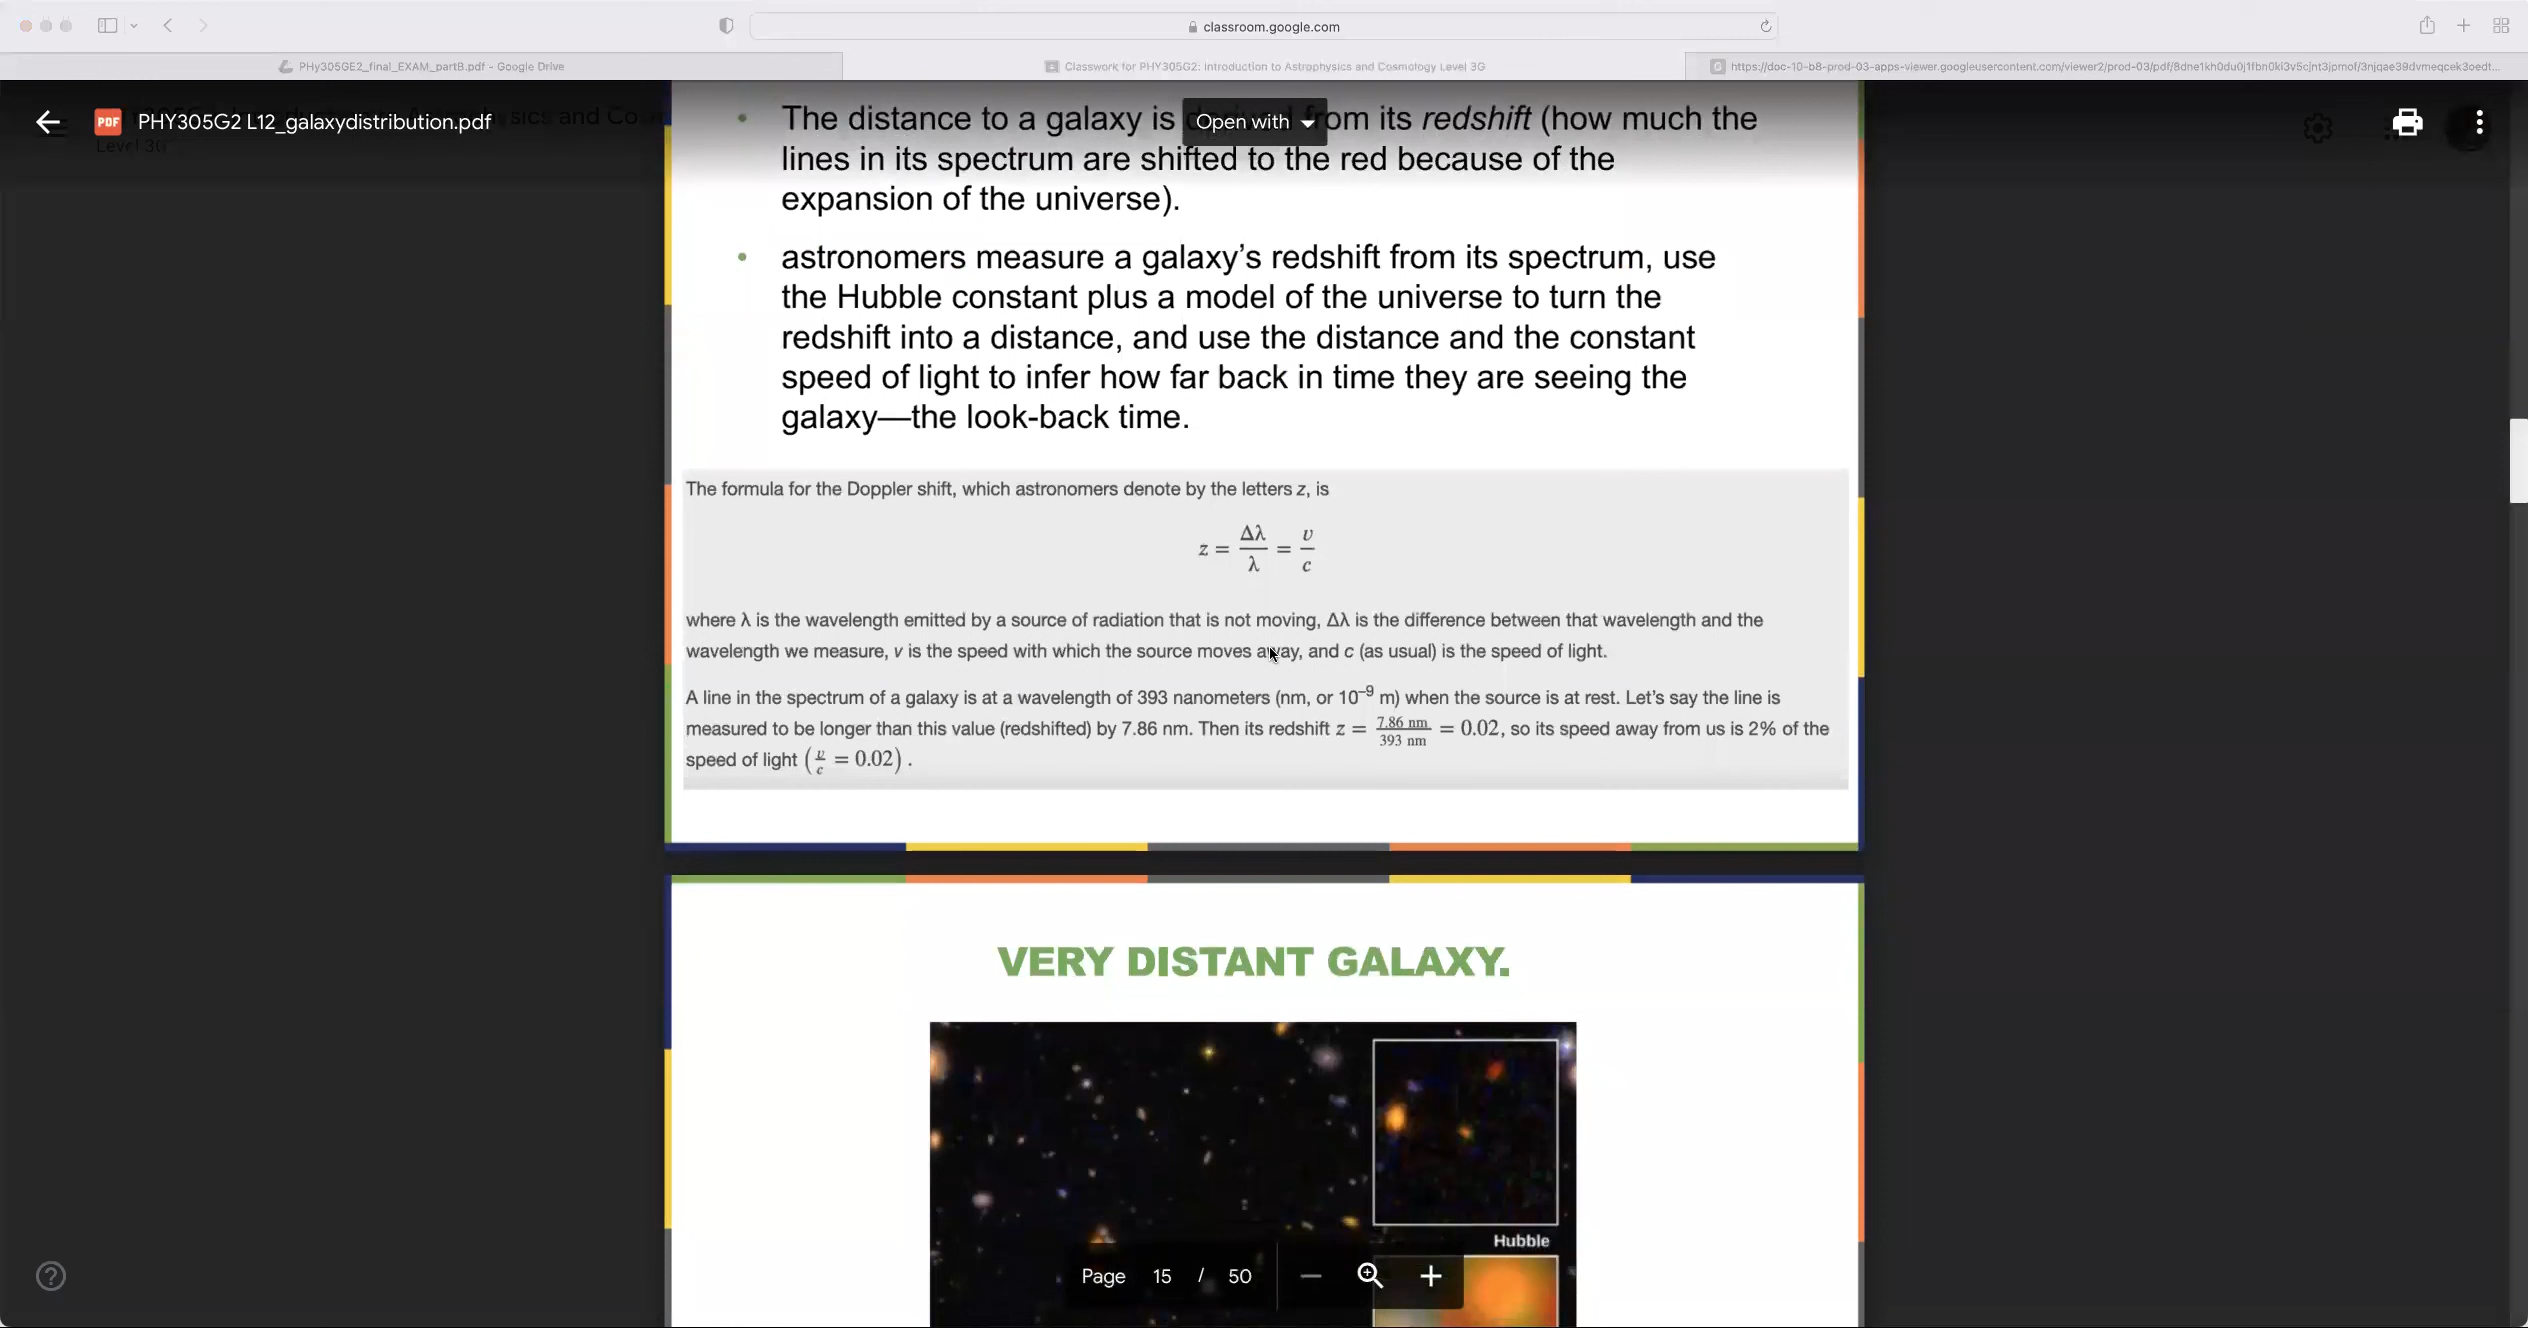 classroom.google.com
PHy305GE2_final_EXAM_partB.pdf - Google Drive
Classwork for PHY305G2: Introduction to Astrophysics and Cosmology Level 3G
PDF PHY305G2 L12_galaxydistribution.pdf
Open with
Level 3G
• The distance to a galaxy is from its redshift (how much the
lines in its spectrum are shifted to the red because of the
expansion of the universe).
• astronomers measure a galaxy’s redshift from its spectrum, use
the Hubble constant plus a model of the universe to turn the
redshift into a distance, and use the distance and the constant
speed of light to infer how far back in time they are seeing the
galaxy—the look-back time.
The formula for the Doppler shift, which astronomers denote by the letters z, is
z = Δλ/λ = v/c
where λ is the wavelength emitted by a source of radiation that is not moving, Δλ is the difference between that wavelength and the
wavelength we measure, v is the speed with which the source moves away, and c (as usual) is the speed of light.
A line in the spectrum of a galaxy is at a wavelength of 393 nanometers (nm, or 10⁻⁹ m) when the source is at rest. Let’s say the line is
measured to be longer than this value (redshifted) by 7.86 nm. Then its redshift z = 7.86 nm/393 nm = 0.02, so its speed away from us is 2% of the
speed of light (v/c = 0.02).
VERY DISTANT GALAXY.
Hubble
Page 15 / 50